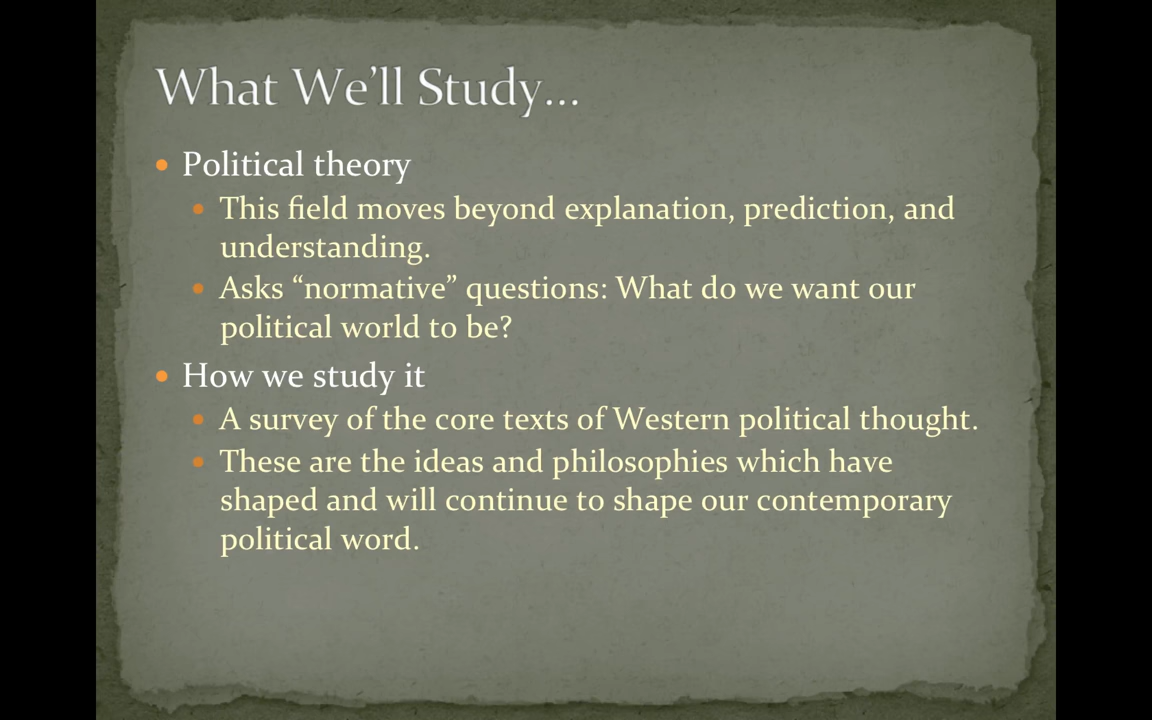 What We'll Study...
• Political theory
• This field moves beyond explanation, prediction, and
understanding.
• Asks “normative” questions: What do we want our
political world to be?
• How we study it
• A survey of the core texts of Western political thought.
• These are the ideas and philosophies which have
shaped and will continue to shape our contemporary
political word.